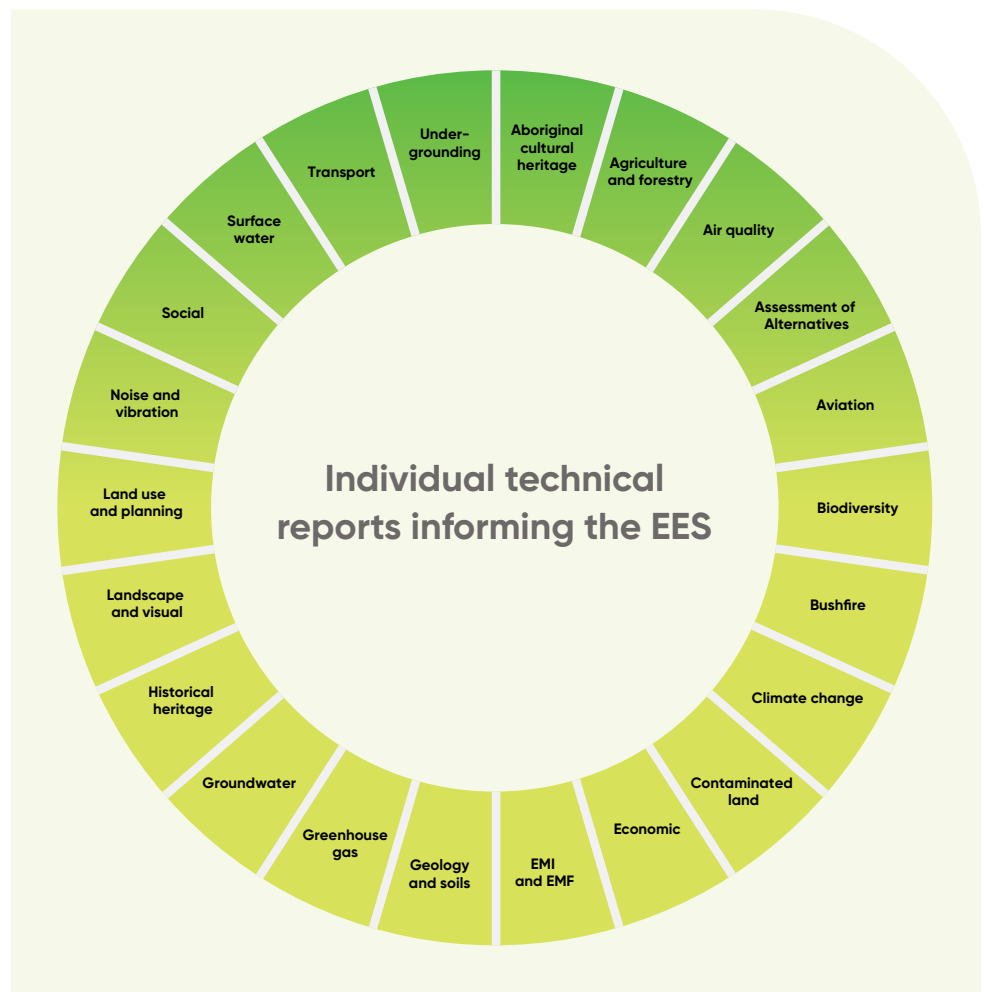 Individual technical
reports informing the EES
Aboriginal
cultural
heritage
Agriculture
and forestry
Air quality
Assessment of
Alternatives
Aviation
Biodiversity
Bushfire
Climate change
Contaminated
land
Economic
EMI
and EMF
Geology
and soils
Greenhouse
gas
Groundwater
Historical
heritage
Landscape
and visual
Land use
and planning
Noise and
vibration
Social
Surface
water
Transport
Under-
grounding